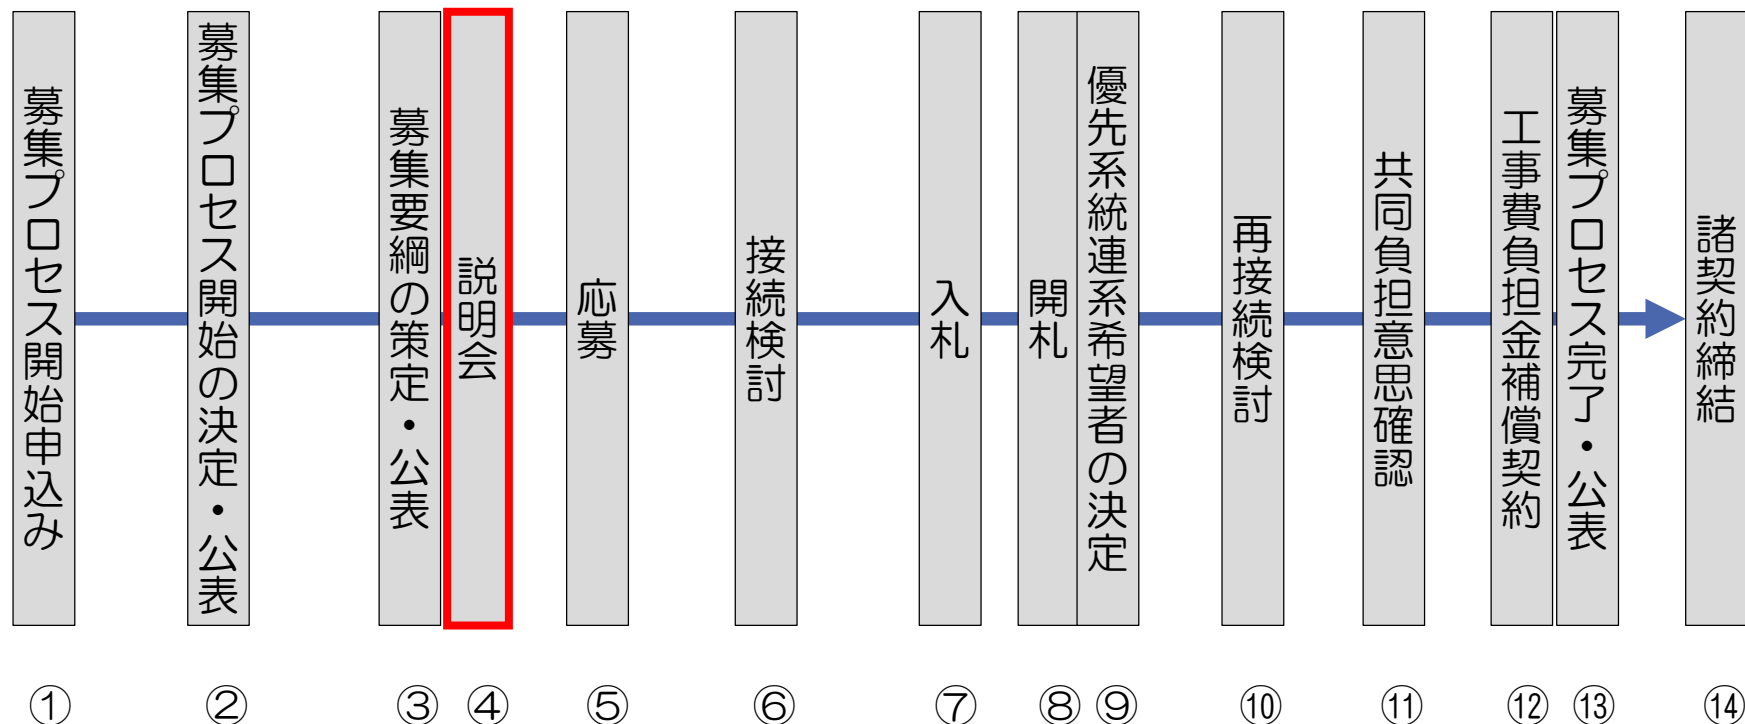 募集プロセス開始申込み
募集プロセス開始の決定・公表
募集要綱の策定・公表
説明会
応募
接続検討
入札
開札
優先系統連系希望者の決定
再接続検討
共同負担意思確認
工事費負担金補償契約
募集プロセス完了・公表
諸契約締結
① ② ③ ④ ⑤ ⑥ ⑦ ⑧ ⑨ ⑩ ⑪ ⑫ ⑬ ⑭